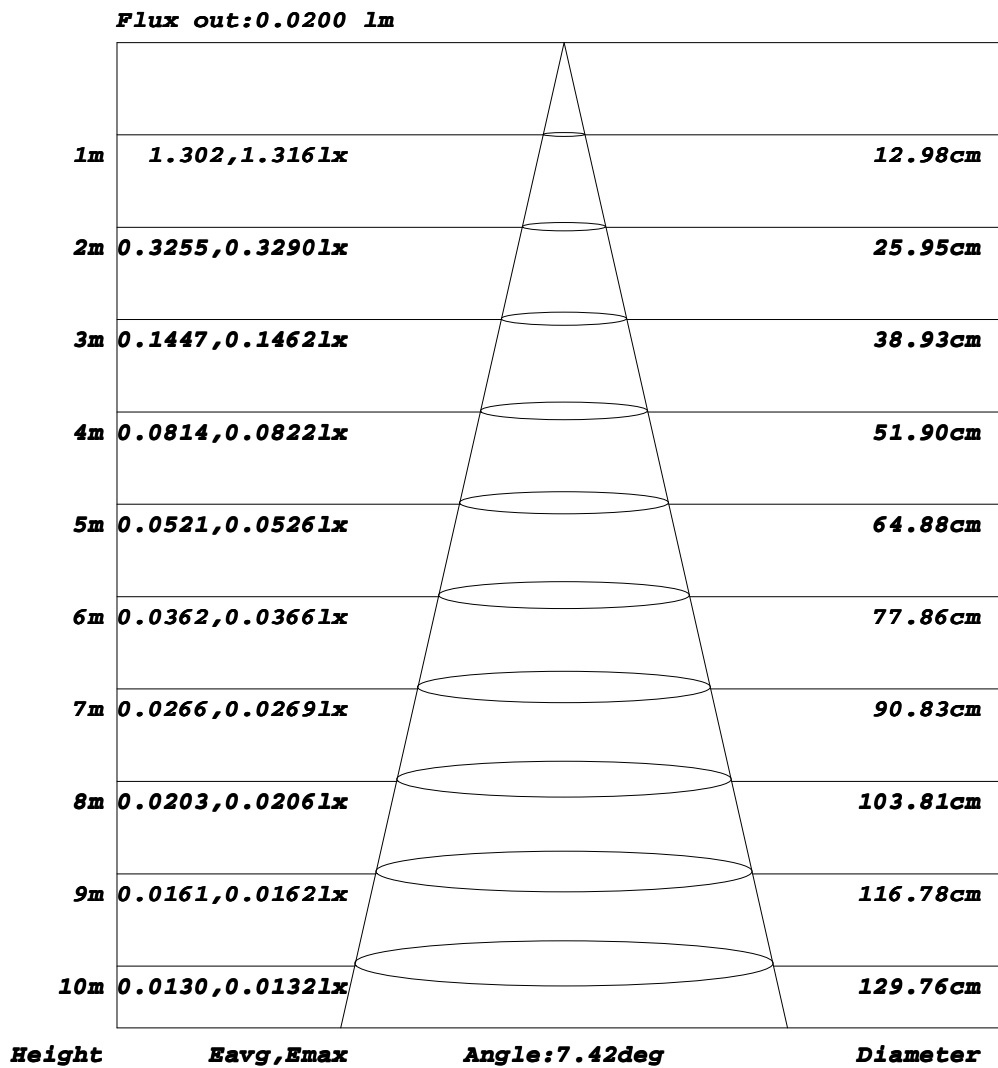 Flux out:0.0200 lm
1m 1.302,1.316lx 12.98cm
2m 0.3255,0.3290lx 25.95cm
3m 0.1447,0.1462lx 38.93cm
4m 0.0814,0.0822lx 51.90cm
5m 0.0521,0.0526lx 64.88cm
6m 0.0362,0.0366lx 77.86cm
7m 0.0266,0.0269lx 90.83cm
8m 0.0203,0.0206lx 103.81cm
9m 0.0161,0.0162lx 116.78cm
10m 0.0130,0.0132lx 129.76cm
Height Eavg,Emax Angle:7.42deg Diameter